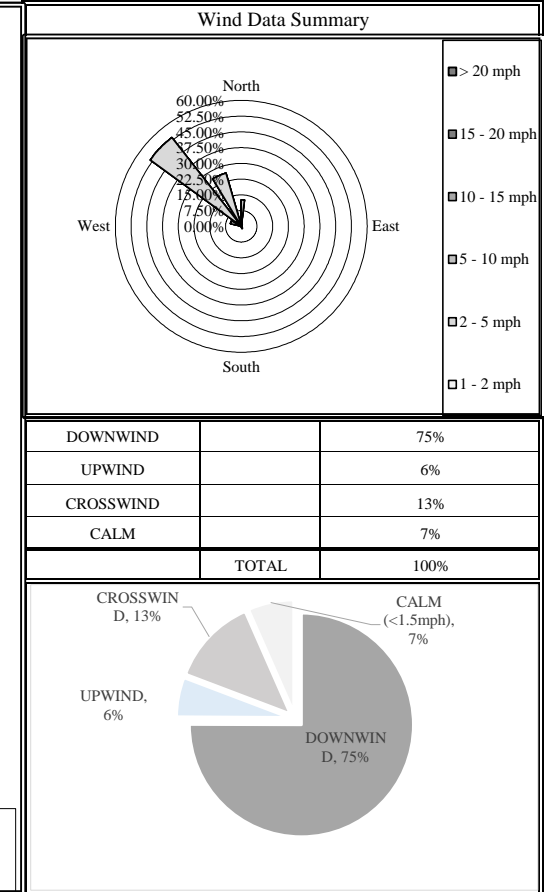 Wind Data Summary
North
60.00%
52.50%
45.00%
37.50%
30.00%
22.50%
15.00%
7.50%
0.00%
West
East
South
> 20 mph
15 - 20 mph
10 - 15 mph
5 - 10 mph
2 - 5 mph
1 - 2 mph
DOWNWIND 75%
UPWIND 6%
CROSSWIND 13%
CALM 7%
TOTAL 100%
CROSSWIN
D, 13%
CALM
(<1.5mph),
7%
UPWIND,
6%
DOWNWIN
D, 75%